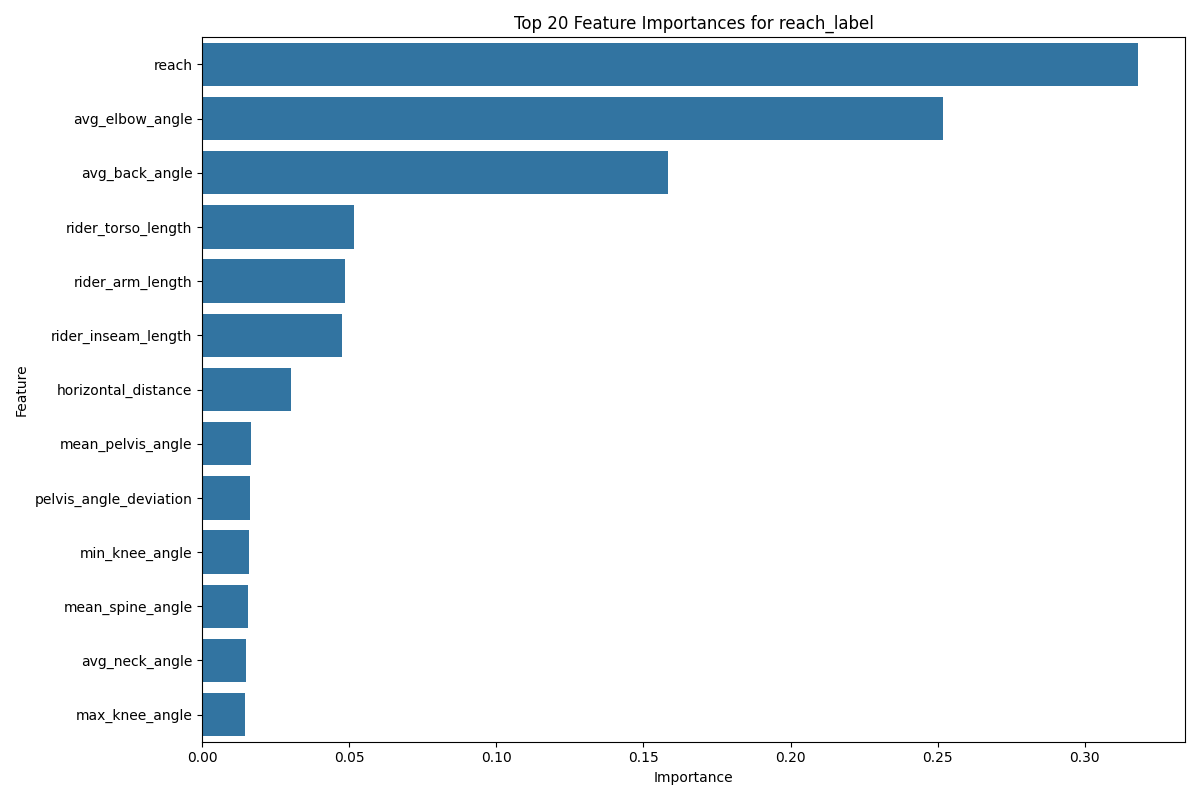 Top 20 Feature Importances for reach_label
Feature
reach
avg_elbow_angle
avg_back_angle
rider_torso_length
rider_arm_length
rider_inseam_length
horizontal_distance
mean_pelvis_angle
pelvis_angle_deviation
min_knee_angle
mean_spine_angle
avg_neck_angle
max_knee_angle
0.00 0.05 0.10 0.15 0.20 0.25 0.30
Importance